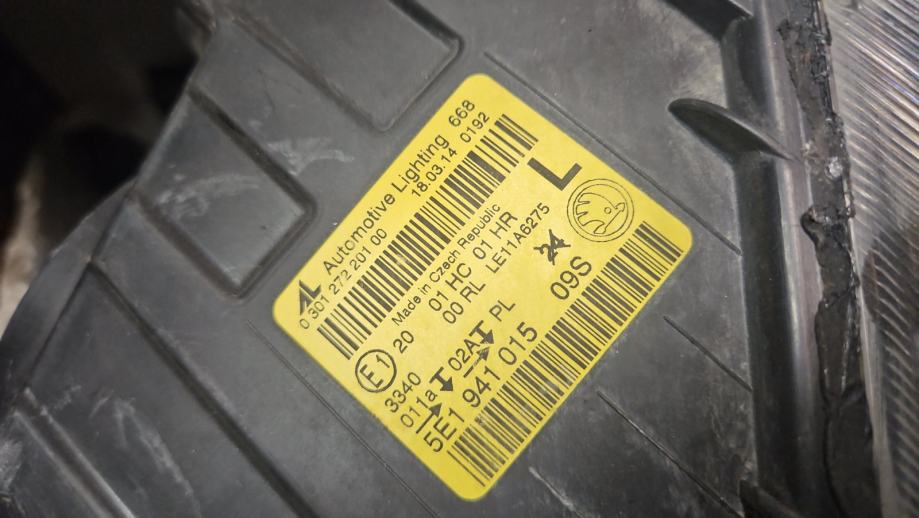 AL Automotive Lighting 668
0 301 272 201 00 18.03.14 0192
L
Made in Czech Republic
E1 20 01 HC 01 HR
00 RL LE11A6275
3340
011a 02A PL
5E1 941 015 09S